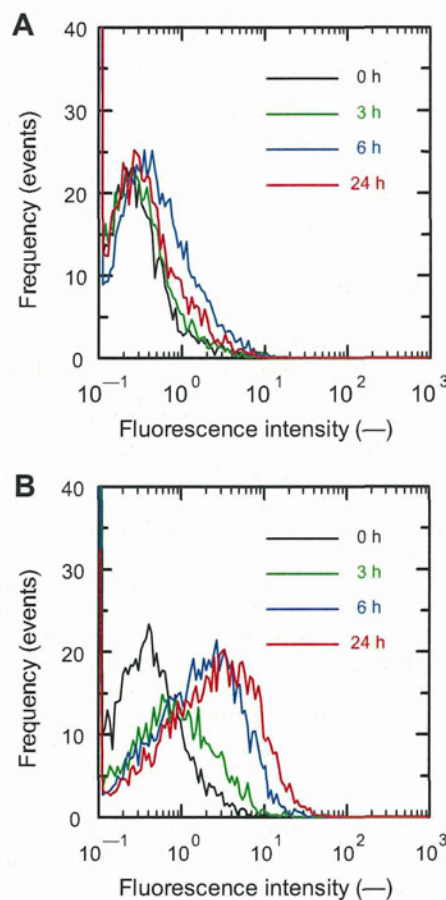 A
40
30
20
10
0
Frequency (events)
0 h
3 h
6 h
24 h
10⁻¹ 10⁰ 10¹ 10² 10³
Fluorescence intensity (—)
B
40
30
20
10
0
Frequency (events)
0 h
3 h
6 h
24 h
10⁻¹ 10⁰ 10¹ 10² 10³
Fluorescence intensity (—)